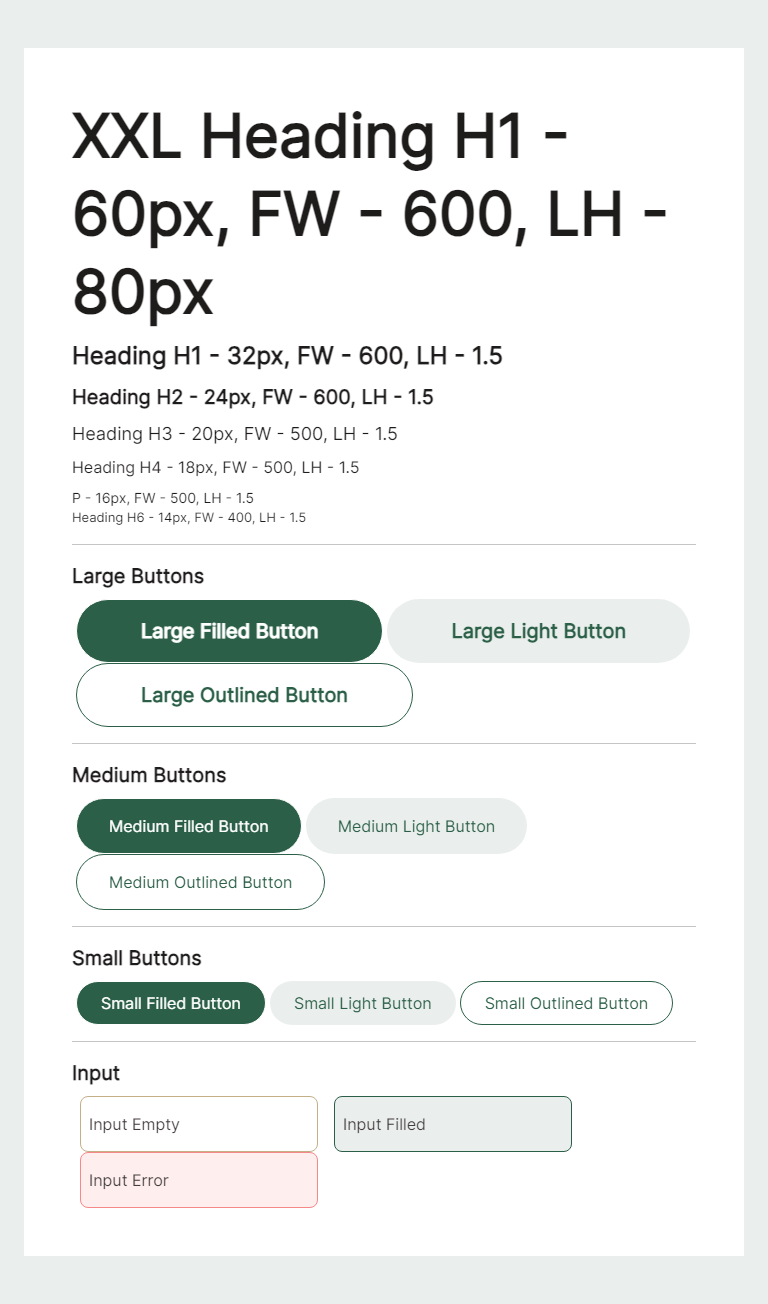 XXL Heading H1 -
60px, FW - 600, LH -
80px
Heading H1 - 32px, FW - 600, LH - 1.5
Heading H2 - 24px, FW - 600, LH - 1.5
Heading H3 - 20px, FW - 500, LH - 1.5
Heading H4 - 18px, FW - 500, LH - 1.5
P - 16px, FW - 500, LH - 1.5
Heading H6 - 14px, FW - 400, LH - 1.5
Large Buttons
Large Filled Button Large Light Button
Large Outlined Button
Medium Buttons
Medium Filled Button Medium Light Button
Medium Outlined Button
Small Buttons
Small Filled Button Small Light Button Small Outlined Button
Input
Input Empty Input Filled
Input Error